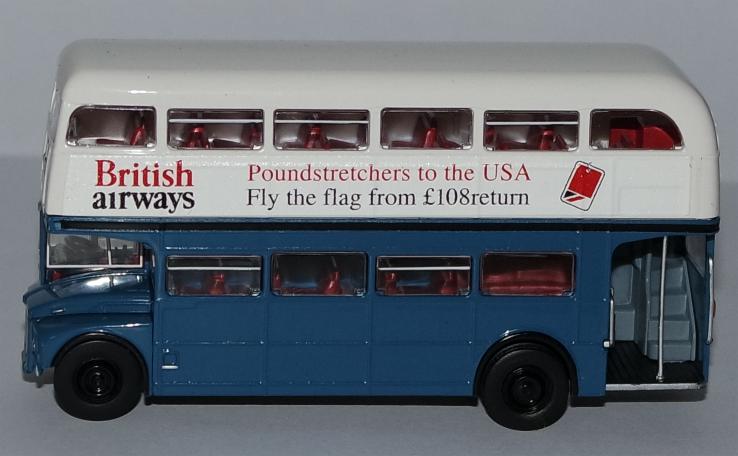 British
airways
Poundstretchers to the USA
Fly the flag from £108return